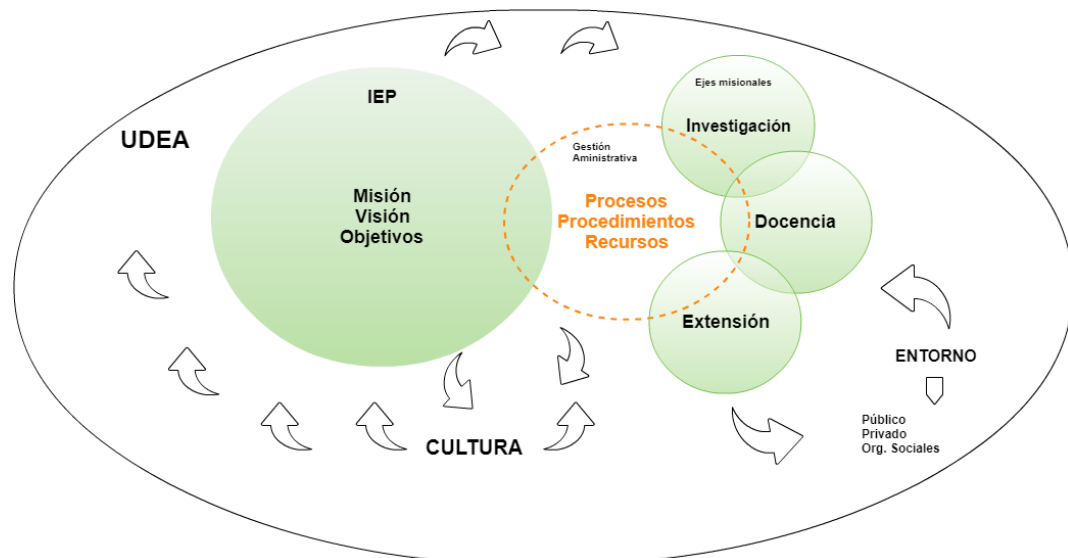 UDEA
IEP
Misión
Visión
Objetivos
Gestión
Aministrativa
Procesos
Procedimientos
Recursos
Ejes misionales
Investigación
Docencia
Extensión
ENTORNO
Público
Privado
Org. Sociales
CULTURA